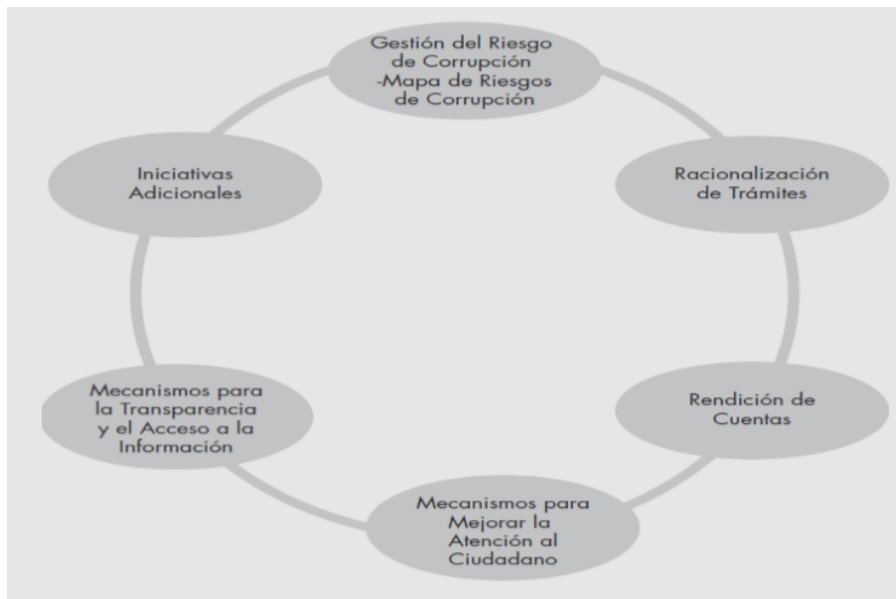 Gestión del Riesgo
de Corrupción
-Mapa de Riesgos
de Corrupción
Racionalización
de Trámites
Rendición de
Cuentas
Mecanismos para
Mejorar la
Atención al
Ciudadano
Mecanismos para
la Transparencia
y el Acceso a la
Información
Iniciativas
Adicionales